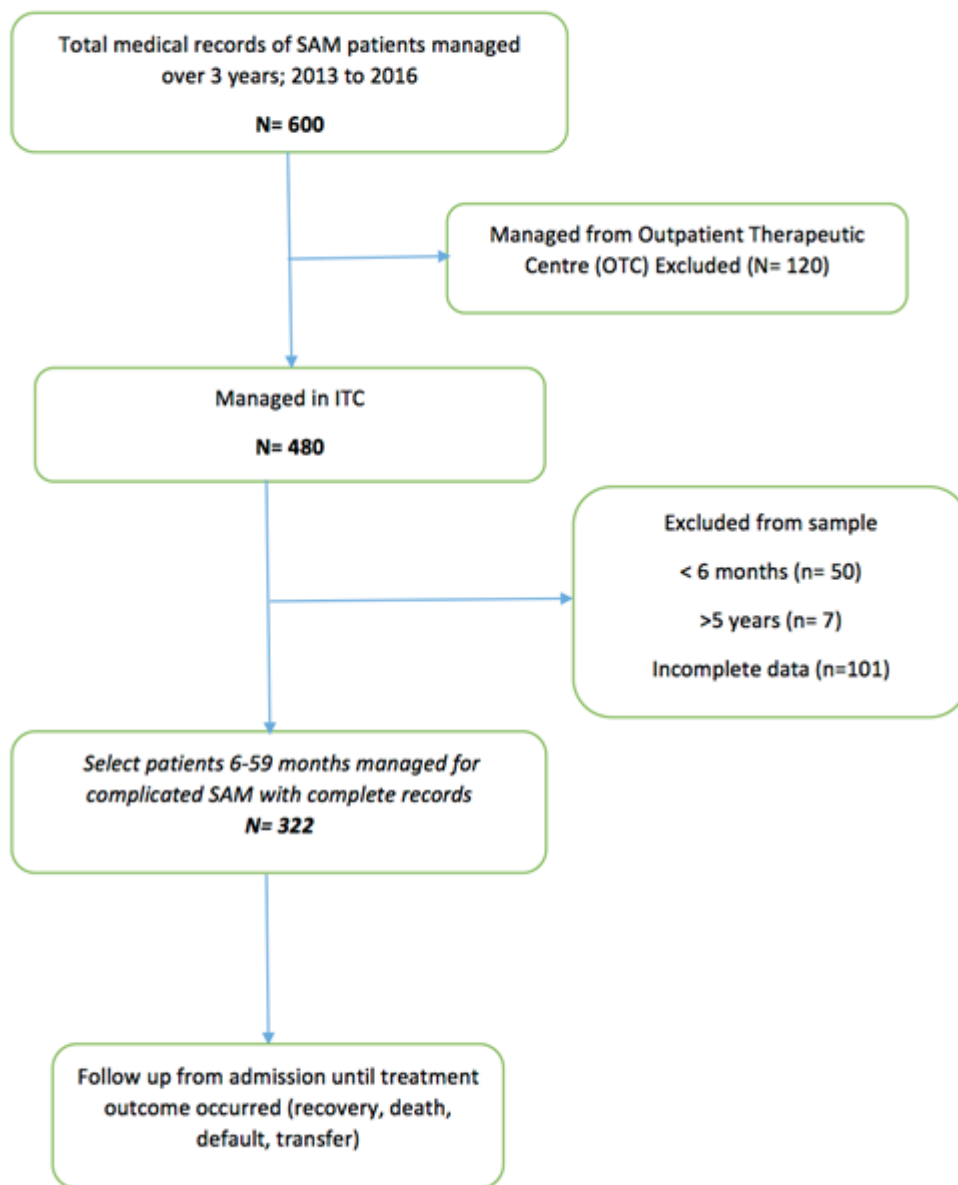 Total medical records of SAM patients managed
over 3 years; 2013 to 2016
N= 600
Managed from Outpatient Therapeutic
Centre (OTC) Excluded (N= 120)
Managed in ITC
N= 480
Excluded from sample
< 6 months (n= 50)
>5 years (n= 7)
Incomplete data (n=101)
Select patients 6-59 months managed for
complicated SAM with complete records
N= 322
Follow up from admission until treatment
outcome occurred (recovery, death,
default, transfer)